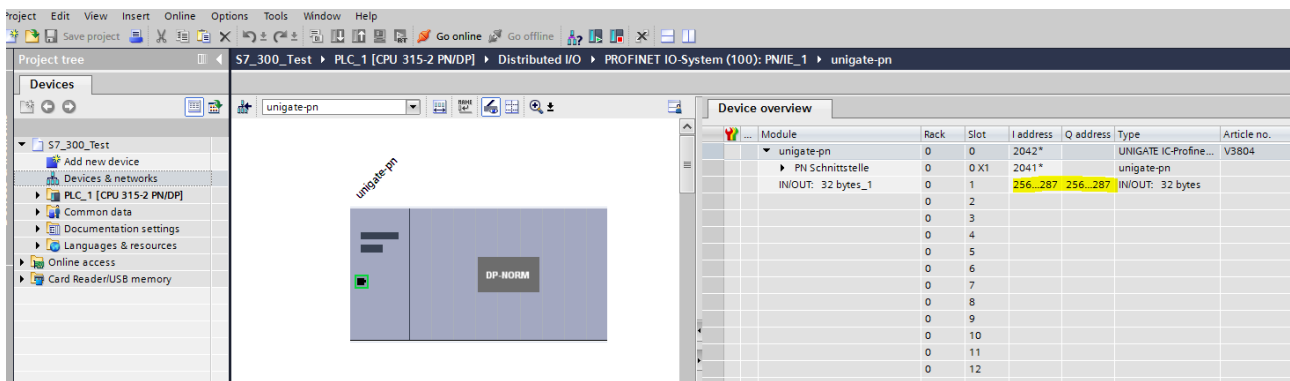 Project Edit View Insert Online Options Tools Window Help
Save project Go online Go offline
Project tree
S7_300_Test PLC_1 [CPU 315-2 PN/DP] Distributed I/O PROFINET IO-System (100): PN/IE_1 unigate-pn
Devices
unigate-pn
S7_300_Test
Add new device
Devices & networks
PLC_1 [CPU 315-2 PN/DP]
Common data
Documentation settings
Languages & resources
Online access
Card Reader/USB memory
unigate-pn
DP-NORM
Device overview
... Module Rack Slot I address Q address Type Article no.
unigate-pn 0 0 2042* UNIGATE IC-Profine... V3804
PN Schnittstelle 0 0 X1 2041* unigate-pn
IN/OUT: 32 bytes_1 0 1 256...287 256...287 IN/OUT: 32 bytes
0 2
0 3
0 4
0 5
0 6
0 7
0 8
0 9
0 10
0 11
0 12